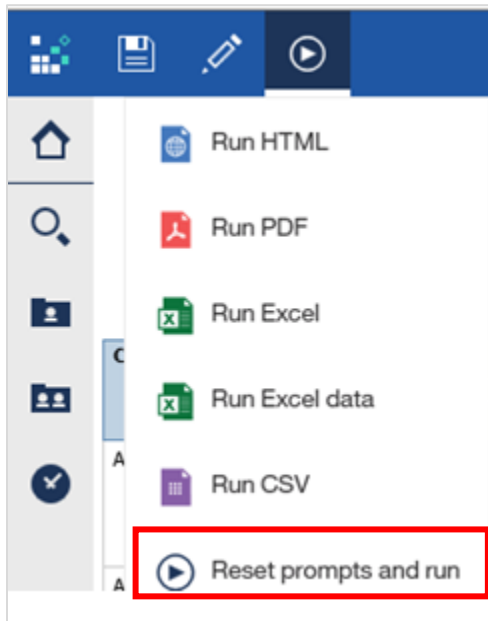 Run HTML
Run PDF
Run Excel
C
Run Excel data
A
Run CSV
Reset prompts and run
A